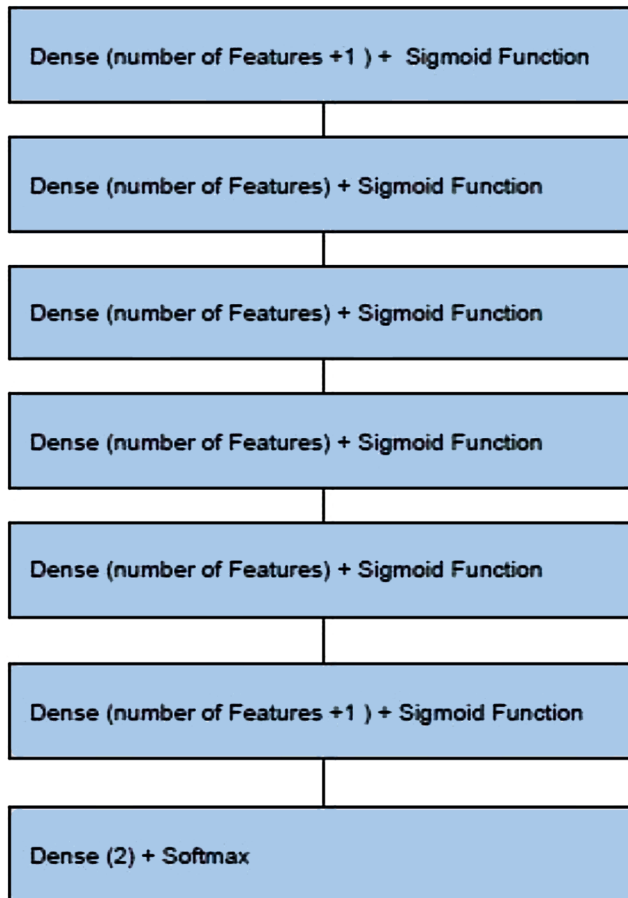 Dense (number of Features +1 ) + Sigmoid Function
Dense (number of Features) + Sigmoid Function
Dense (number of Features) + Sigmoid Function
Dense (number of Features) + Sigmoid Function
Dense (number of Features) + Sigmoid Function
Dense (number of Features +1 ) + Sigmoid Function
Dense (2) + Softmax